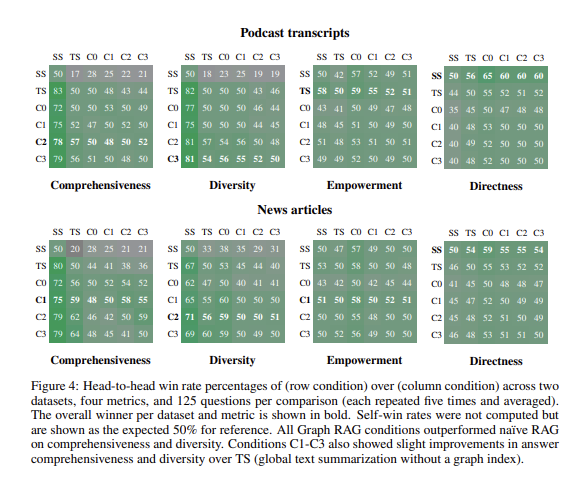 Podcast transcripts
SS TS C0 C1 C2 C3 SS TS C0 C1 C2 C3 SS TS C0 C1 C2 C3 SS TS C0 C1 C2 C3
SS 50 17 28 25 22 21 SS 50 18 23 25 19 19 SS 50 42 57 52 49 51 SS 50 56 65 60 60 60
TS 83 50 50 48 43 44 TS 82 50 50 50 43 46 TS 58 50 59 55 52 51 TS 44 50 55 52 51 52
C0 72 50 50 53 50 49 C0 77 50 50 50 46 44 C0 43 41 50 49 47 48 C0 35 45 50 47 48 48
C1 75 52 47 50 52 50 C1 75 50 50 50 44 45 C1 48 45 51 50 49 50 C1 40 48 53 50 50 50
C2 78 57 50 48 50 52 C2 81 57 54 56 50 48 C2 51 48 53 51 50 51 C2 40 49 52 50 50 50
C3 79 56 51 50 48 50 C3 81 54 56 55 52 50 C3 49 49 52 50 49 50 C3 40 48 52 50 50 50
Comprehensiveness Diversity Empowerment Directness
News articles
SS TS C0 C1 C2 C3 SS TS C0 C1 C2 C3 SS TS C0 C1 C2 C3 SS TS C0 C1 C2 C3
SS 50 20 28 25 21 21 SS 50 33 38 35 29 31 SS 50 47 57 49 50 50 SS 50 54 59 55 55 54
TS 80 50 44 41 38 36 TS 67 50 53 45 44 40 TS 53 50 58 50 50 48 TS 46 50 55 53 52 52
C0 72 56 50 52 54 52 C0 62 47 50 40 41 41 C0 43 42 50 42 45 44 C0 41 45 50 48 48 47
C1 75 59 48 50 58 55 C1 65 55 60 50 50 50 C1 51 50 58 50 52 51 C1 45 47 52 50 49 49
C2 79 62 46 42 50 59 C2 71 56 59 50 50 51 C2 50 50 55 48 50 50 C2 45 48 52 51 50 49
C3 79 64 48 45 41 50 C3 69 60 59 50 49 50 C3 50 52 56 49 50 50 C3 46 48 53 51 51 50
Comprehensiveness Diversity Empowerment Directness
Figure 4: Head-to-head win rate percentages of (row condition) over (column condition) across two
datasets, four metrics, and 125 questions per comparison (each repeated five times and averaged).
The overall winner per dataset and metric is shown in bold. Self-win rates were not computed but
are shown as the expected 50% for reference. All Graph RAG conditions outperformed naïve RAG
on comprehensiveness and diversity. Conditions C1-C3 also showed slight improvements in answer
comprehensiveness and diversity over TS (global text summarization without a graph index).